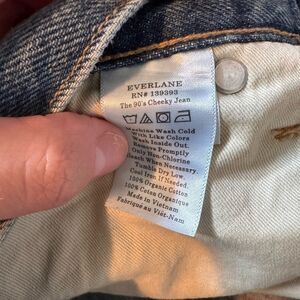 EVERLANE
RN# 139393
The 90's Cheeky Jean
Machine Wash Cold
With Like Colors
Wash Inside Out.
Remove Promptly
Only Non-Chlorine
Bleach When Necessary.
Tumble Dry Low.
Cool Iron if Needed.
100% Organic Cotton
100% Coton Organique
Made in Vietnam
Fabriqué au Viêt-Nam